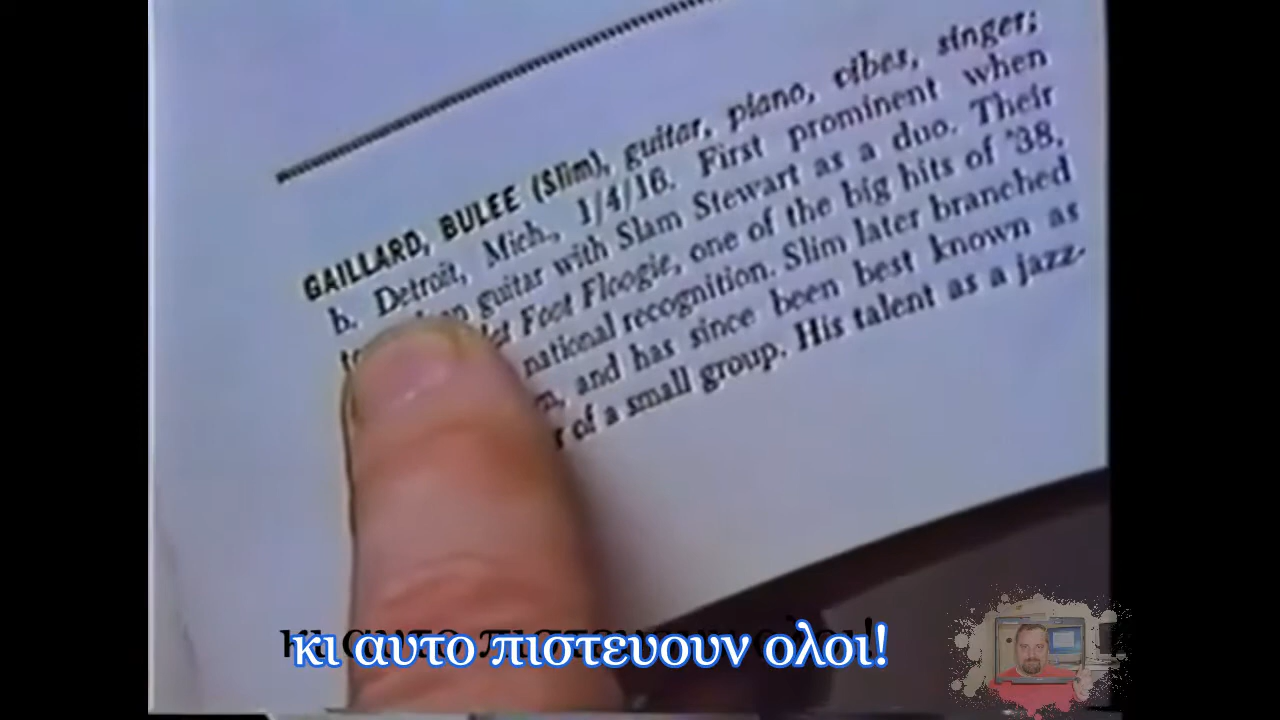 GAILLARD, BULEE (Slim), guitar, piano, vibes, singer;
b. Detroit, Mich., 1/4/16. First prominent when
guitar with Slam Stewart as a duo. Their
Foot Floogie, one of the big hits of '38,
national recognition. Slim later branched
and has since been best known as
of a small group. His talent as a jazz-
κι αυτο πιστευουν ολοι!